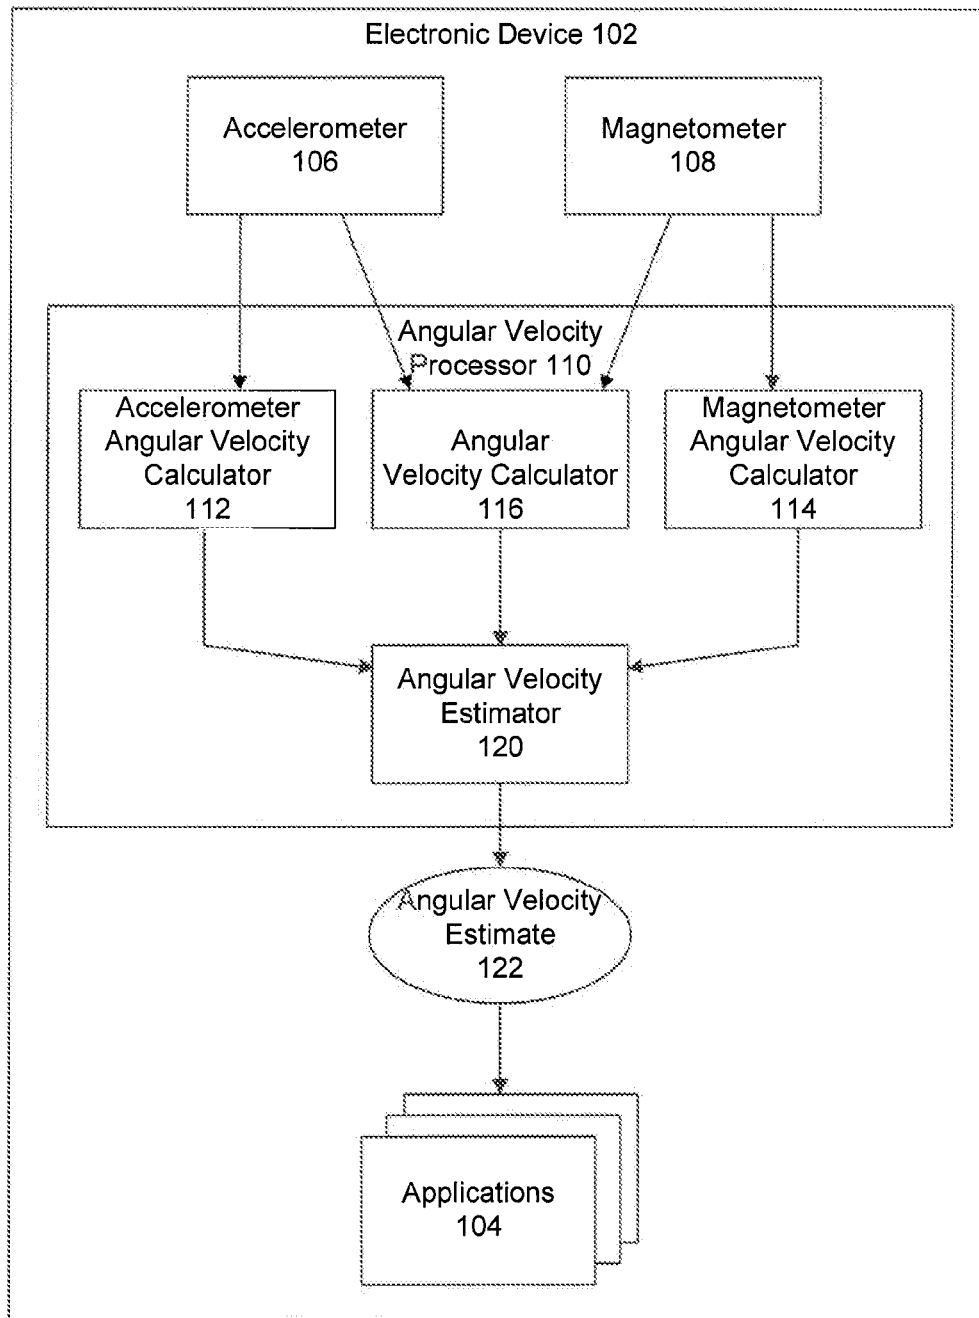 Electronic Device 102
Accelerometer
106
Magnetometer
108
Angular Velocity
Processor 110
Accelerometer
Angular Velocity
Calculator
112
Angular
Velocity Calculator
116
Magnetometer
Angular Velocity
Calculator
114
Angular Velocity
Estimator
120
Angular Velocity
Estimate
122
Applications
104